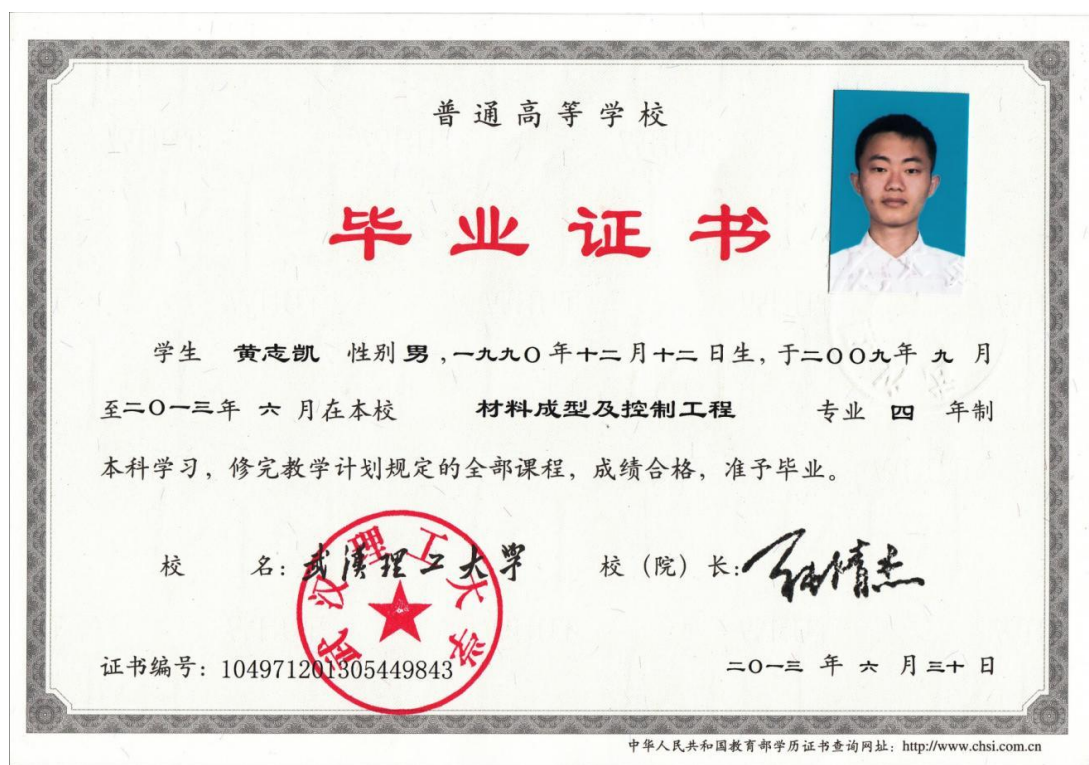 普通高等学校
毕业证书
学生 黄志凯 性别 男，一九九〇年十二月十二日生，于二〇〇九年 九 月
至二〇一三年 六 月在本校 材料成型及控制工程 专业 四 年制
本科学习，修完教学计划规定的全部课程，成绩合格，准予毕业。
校 名：武漢理工大学 校（院）长：
武汉理工大学
证书编号：104971201305449843 二〇一三 年 六 月三十 日
中华人民共和国教育部学历证书查询网址：http://www.chsi.com.cn